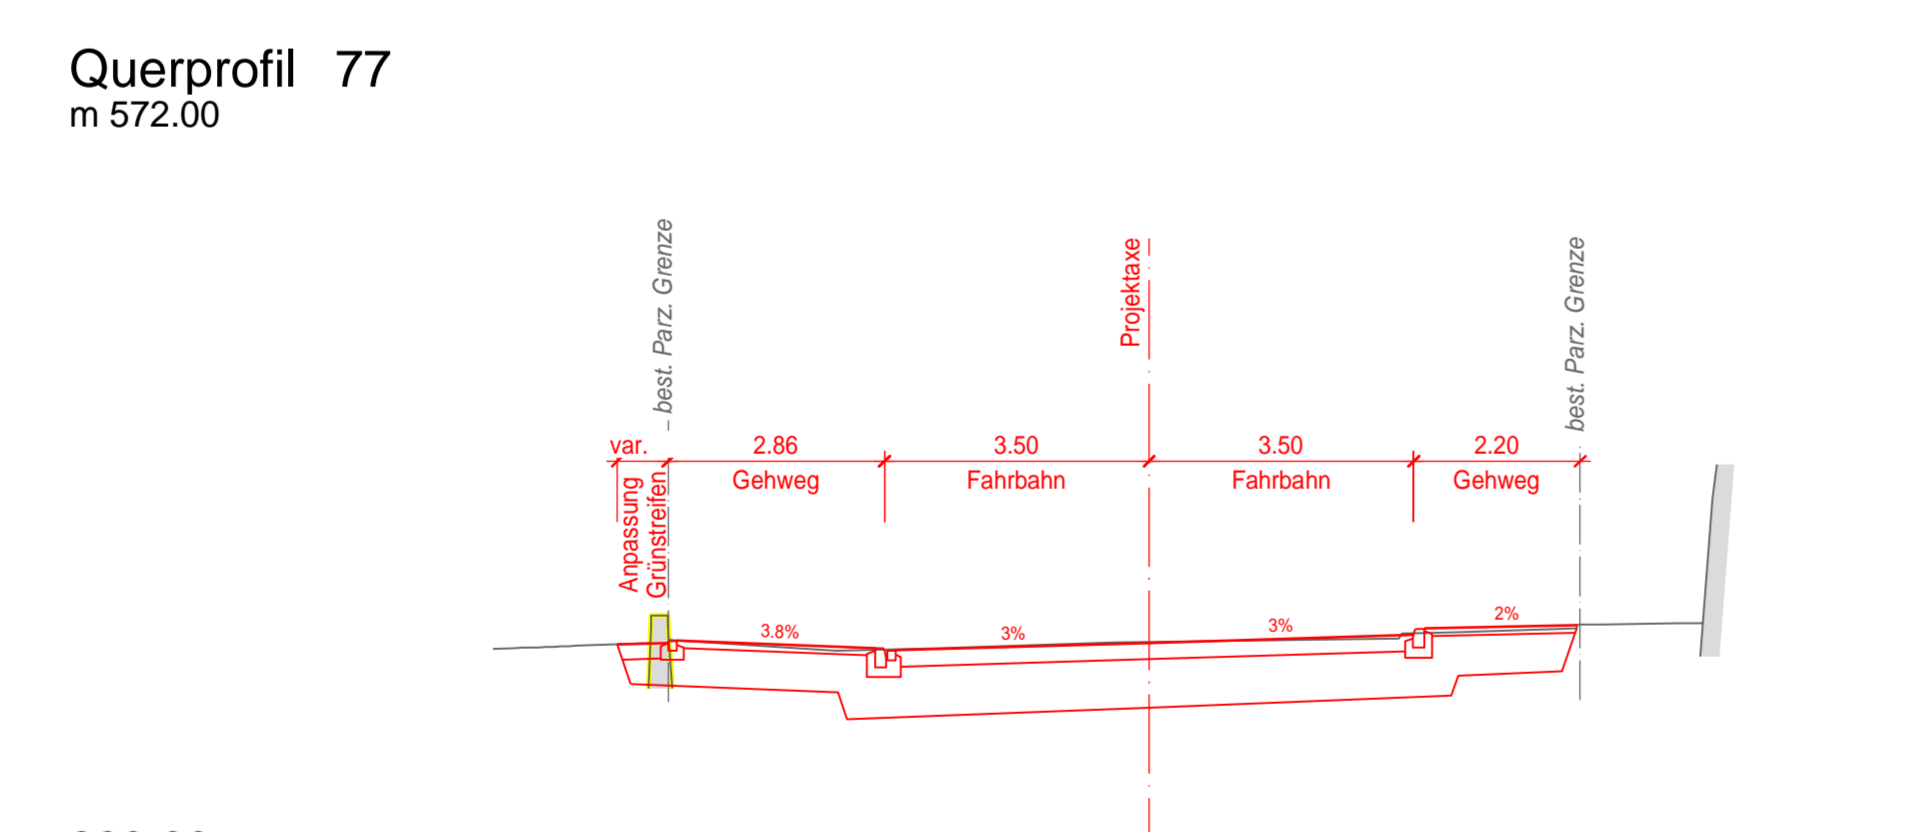 Querprofil 77
m 572.00
best. Parz. Grenze
Projektaxe
best. Parz. Grenze
var. 2.86 3.50 3.50 2.20
Anpassung
Grünstreifen
Gehweg Fahrbahn Fahrbahn Gehweg
3.8% 3% 3% 2%